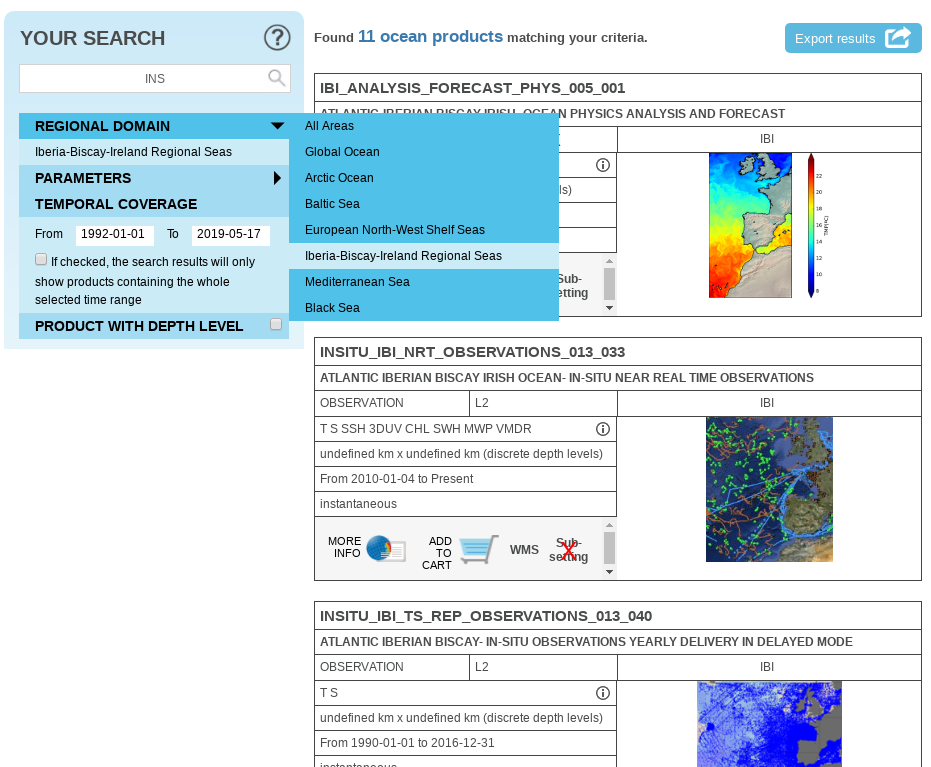 YOUR SEARCH
?
INS
REGIONAL DOMAIN
Iberia-Biscay-Ireland Regional Seas
PARAMETERS
TEMPORAL COVERAGE
From 1992-01-01 To 2019-05-17
If checked, the search results will only
show products containing the whole
selected time range
PRODUCT WITH DEPTH LEVEL
All Areas
Global Ocean
Arctic Ocean
Baltic Sea
European North-West Shelf Seas
Iberia-Biscay-Ireland Regional Seas
Mediterranean Sea
Black Sea
Found 11 ocean products matching your criteria.
Export results
IBI_ANALYSIS_FORECAST_PHYS_005_001
ATLANTIC-IBERIAN BISCAY IRISH- OCEAN PHYSICS ANALYSIS AND FORECAST
IBI
ls)
Sub-
etting
22
20
18
16
14
12
10
8
INSITU_IBI_NRT_OBSERVATIONS_013_033
ATLANTIC IBERIAN BISCAY IRISH OCEAN- IN-SITU NEAR REAL TIME OBSERVATIONS
OBSERVATION L2 IBI
T S SSH 3DUV CHL SWH MWP VMDR
undefined km x undefined km (discrete depth levels)
From 2010-01-04 to Present
instantaneous
MORE
INFO
ADD
TO
CART
WMS
Sub-
setting
X
INSITU_IBI_TS_REP_OBSERVATIONS_013_040
ATLANTIC IBERIAN BISCAY- IN-SITU OBSERVATIONS YEARLY DELIVERY IN DELAYED MODE
OBSERVATION L2 IBI
T S
undefined km x undefined km (discrete depth levels)
From 1990-01-01 to 2016-12-31
instantaneous